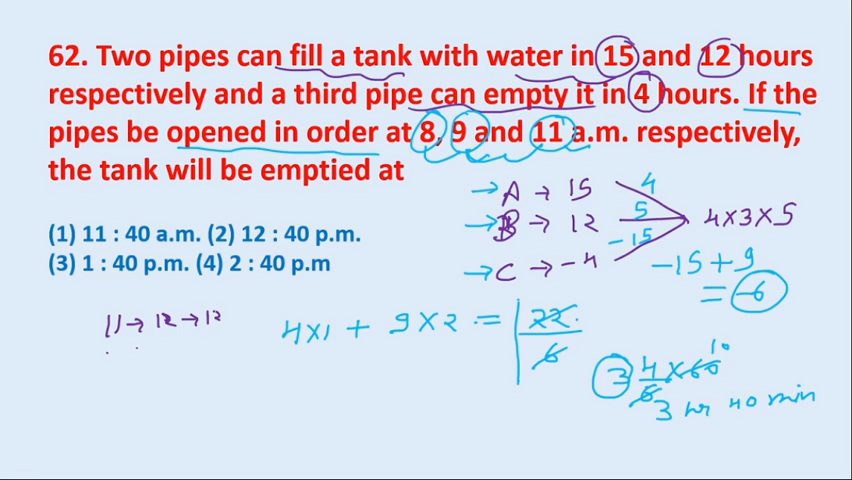 62. Two pipes can fill a tank with water in 15 and 12 hours
respectively and a third pipe can empty it in 4 hours. If the
pipes be opened in order at 8, 9 and 11 a.m. respectively,
the tank will be emptied at
(1) 11 : 40 a.m. (2) 12 : 40 p.m.
(3) 1 : 40 p.m. (4) 2 : 40 p.m
→ A → 15 4
→ B → 12 5 4×3×5
→ C → -4 -15
-15+9
= -6
11 → 12 → 12
4×1 + 9×2 = 22
6
3 4/6 × 60 10
3 hr 40 min